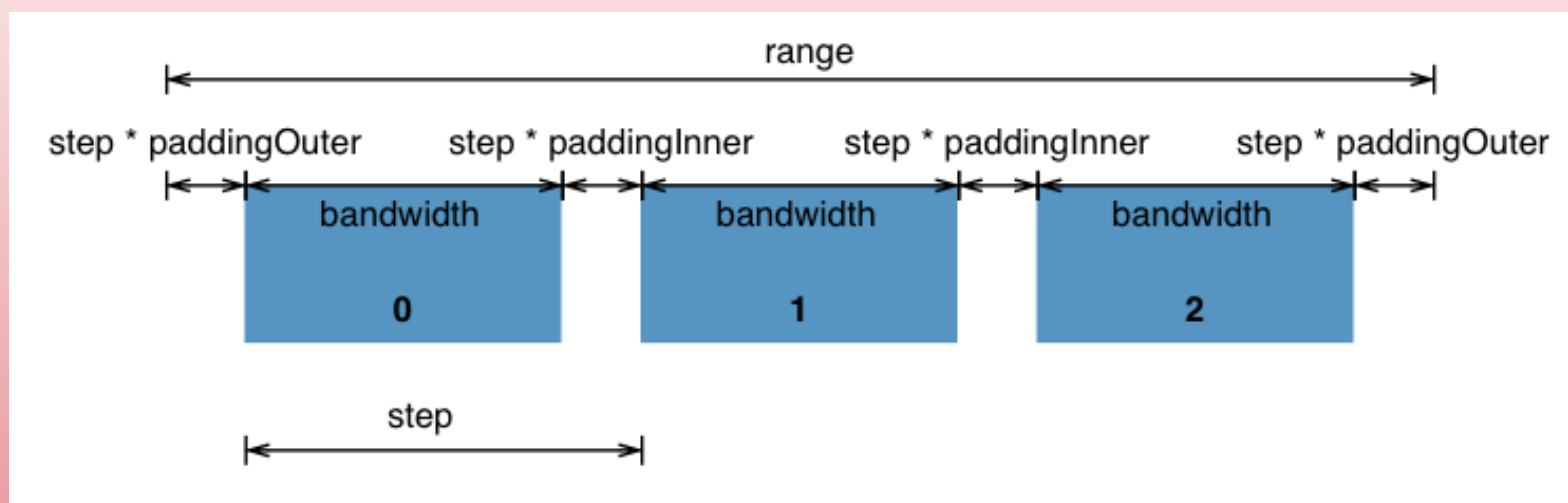 range
step * paddingOuter step * paddingInner step * paddingInner step * paddingOuter
bandwidth bandwidth bandwidth
0 1 2
step